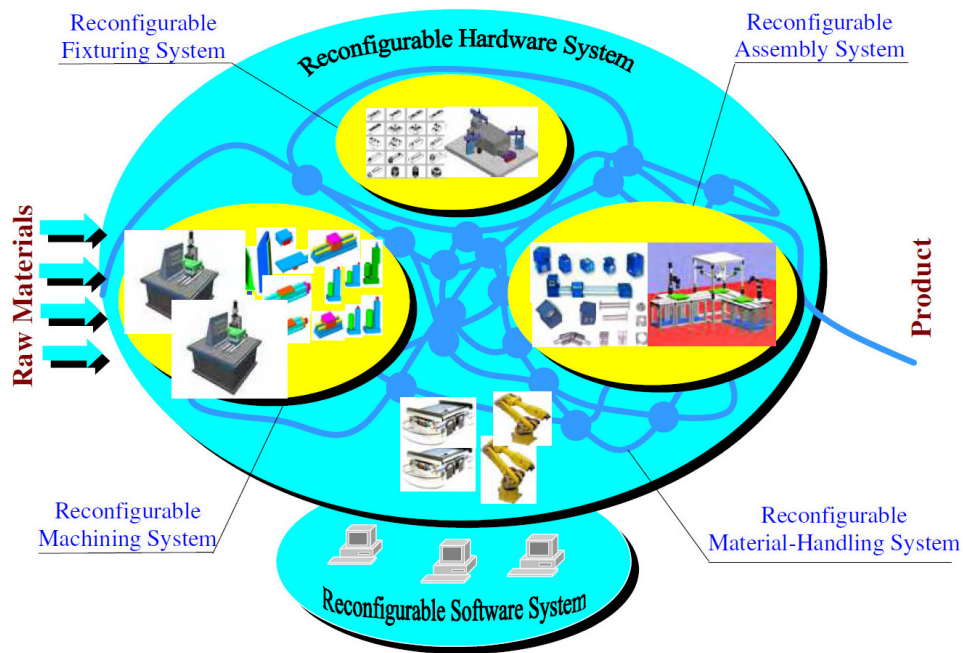 Reconfigurable
Fixturing System
Reconfigurable Hardware System
Reconfigurable
Assembly System
Raw Materials
Product
Reconfigurable
Machining System
Reconfigurable
Material-Handling System
Reconfigurable Software System